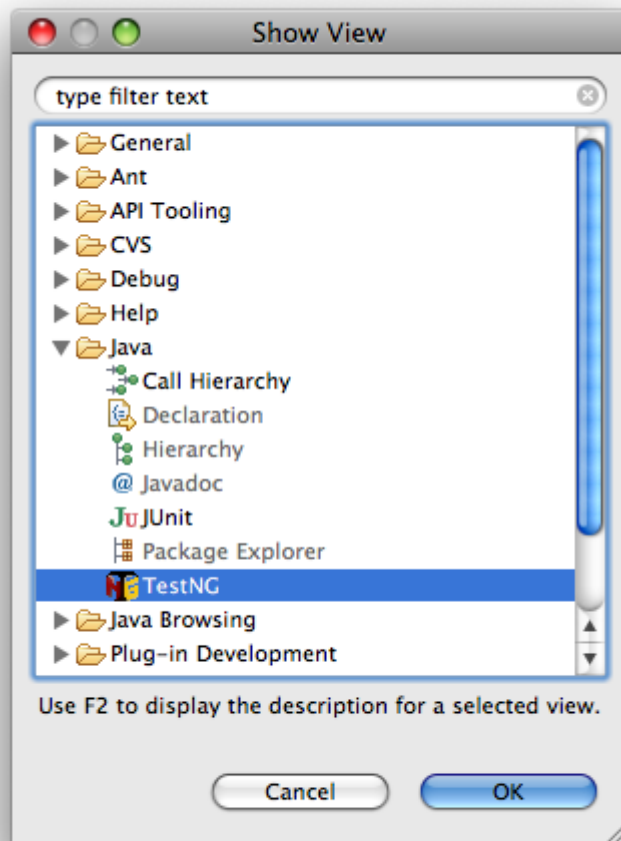 Show View
type filter text
General
Ant
API Tooling
CVS
Debug
Help
Java
Call Hierarchy
Declaration
Hierarchy
@ Javadoc
Ju JUnit
Package Explorer
NG TestNG
Java Browsing
Plug-in Development
Use F2 to display the description for a selected view.
Cancel OK